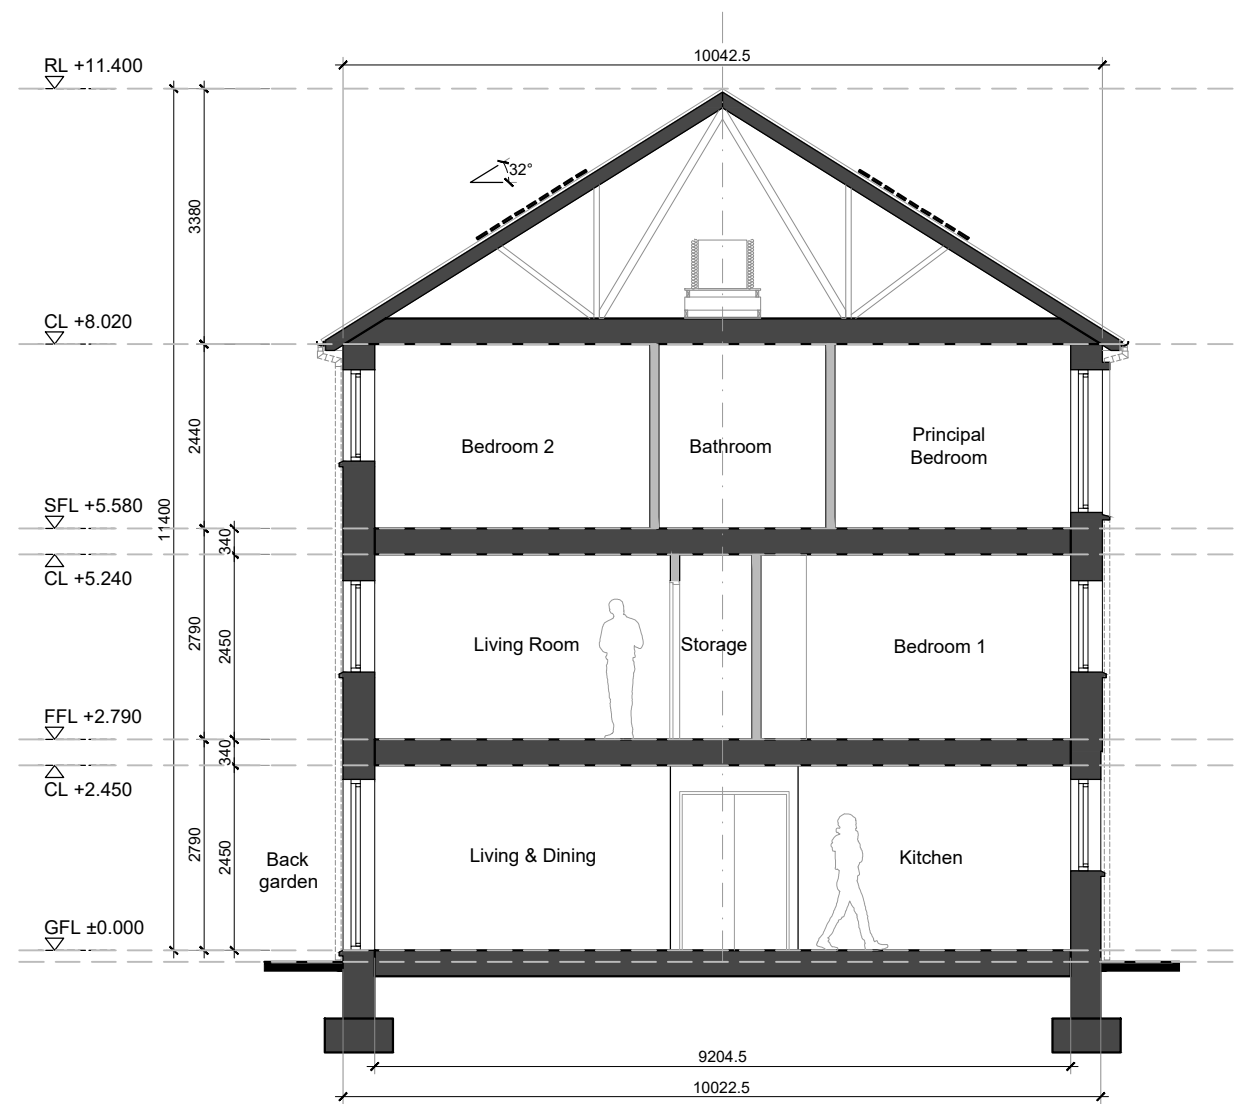 10042.5
RL +11.400
32°
3380
CL +8.020
2440
Bedroom 2
Bathroom
Principal
Bedroom
SFL +5.580
11400
340
CL +5.240
2790
2450
Living Room
Storage
Bedroom 1
FFL +2.790
340
CL +2.450
2790
2450
Back
garden
Living & Dining
Kitchen
GFL ±0.000
9204.5
10022.5